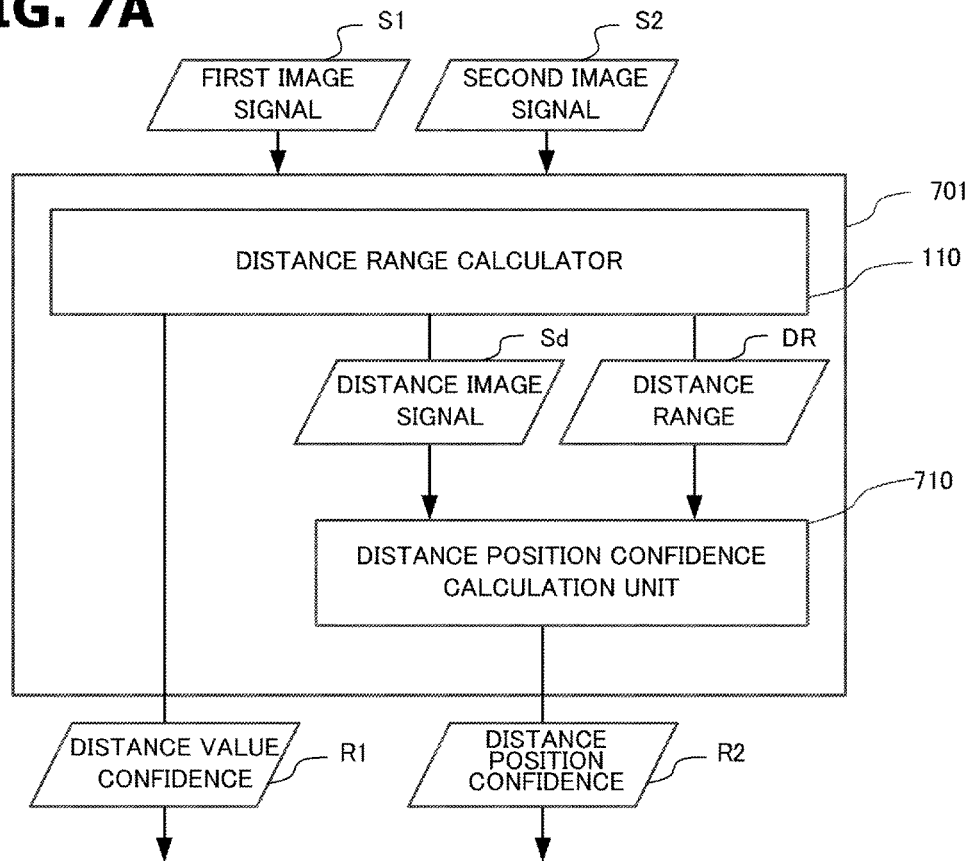 IG. 7A
S1
S2
FIRST IMAGE
SIGNAL
SECOND IMAGE
SIGNAL
701
DISTANCE RANGE CALCULATOR
110
Sd
DR
DISTANCE IMAGE
SIGNAL
DISTANCE
RANGE
710
DISTANCE POSITION CONFIDENCE
CALCULATION UNIT
DISTANCE VALUE
CONFIDENCE
R1
DISTANCE
POSITION
CONFIDENCE
R2